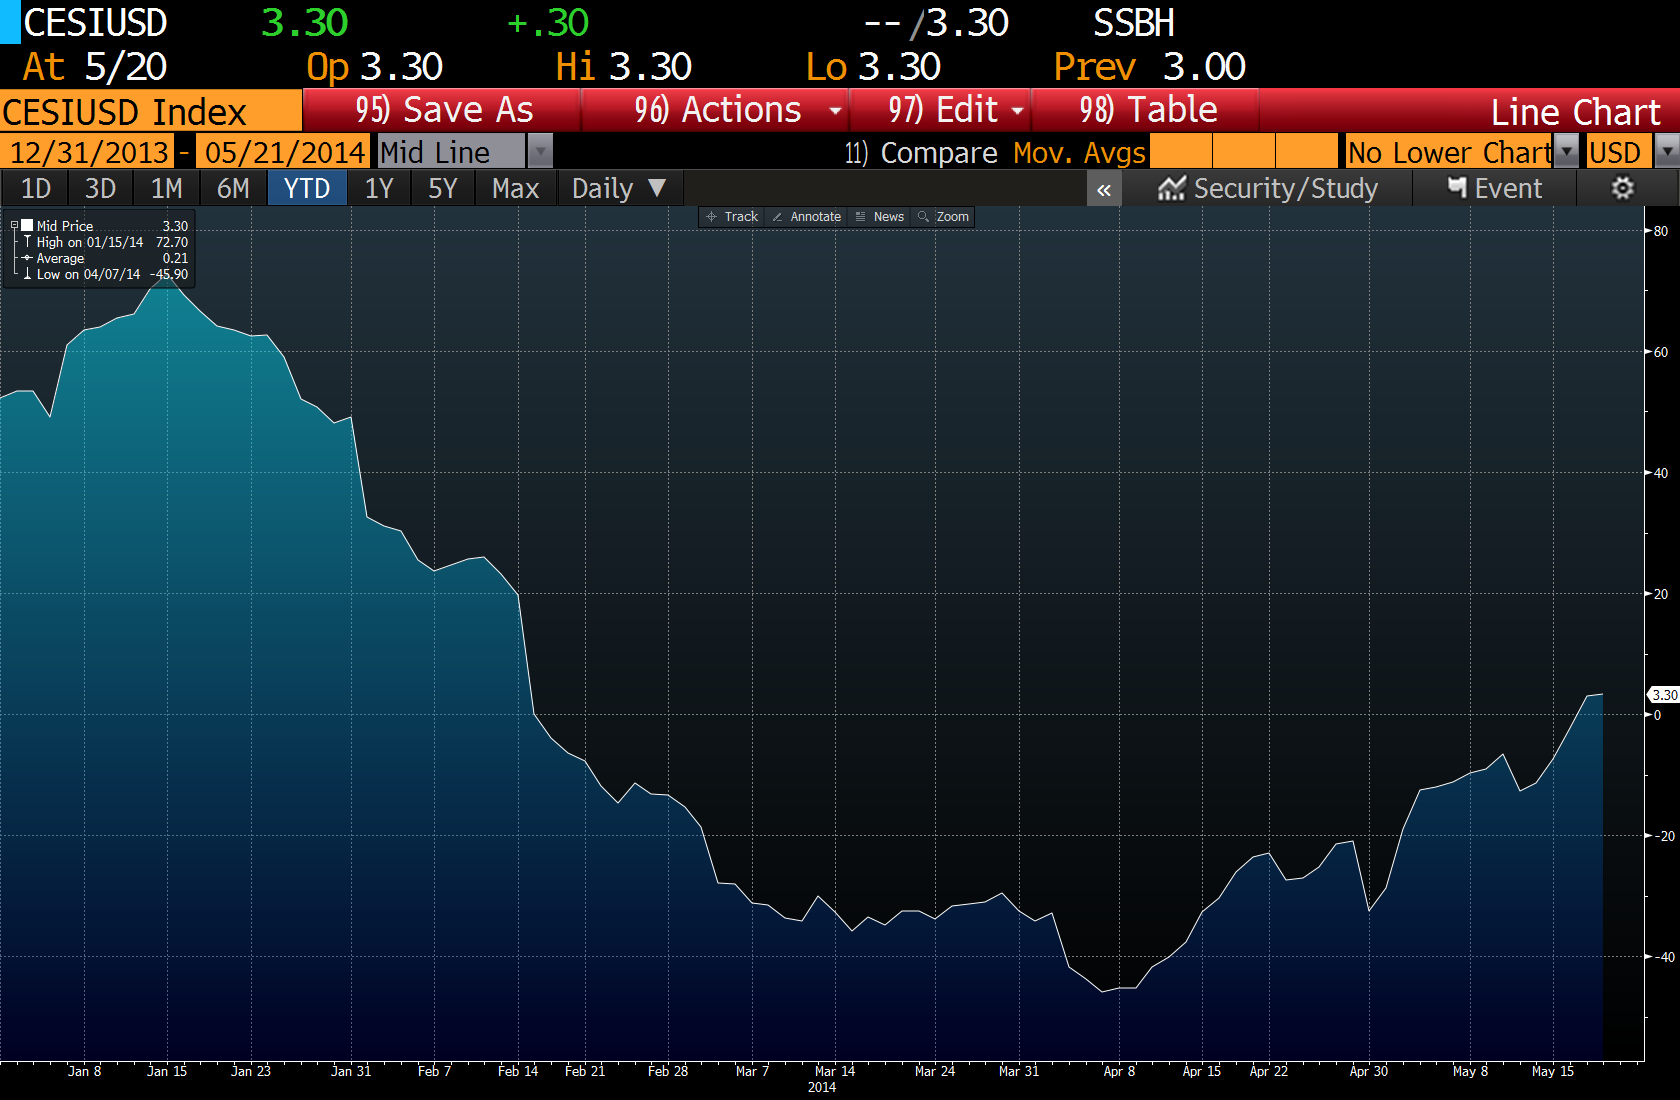 CESIUSD 3.30 +.30 --/3.30 SSBH
At 5/20 Op 3.30 Hi 3.30 Lo 3.30 Prev 3.00
CESIUSD Index 95) Save As 96) Actions 97) Edit 98) Table Line Chart
12/31/2013 - 05/21/2014 Mid Line 11) Compare Mov. Avgs No Lower Chart USD
1D 3D 1M 6M YTD 1Y 5Y Max Daily ▼ « Security/Study Event
Track Annotate News Zoom
Mid Price 3.30
High on 01/15/14 72.70
Average 0.21
Low on 04/07/14 -45.90
80
60
40
20
3.30
0
-20
-40
Jan 8 Jan 15 Jan 23 Jan 31 Feb 7 Feb 14 Feb 21 Feb 28 Mar 7 Mar 14 Mar 24 Mar 31 Apr 8 Apr 15 Apr 22 Apr 30 May 8 May 15
2014